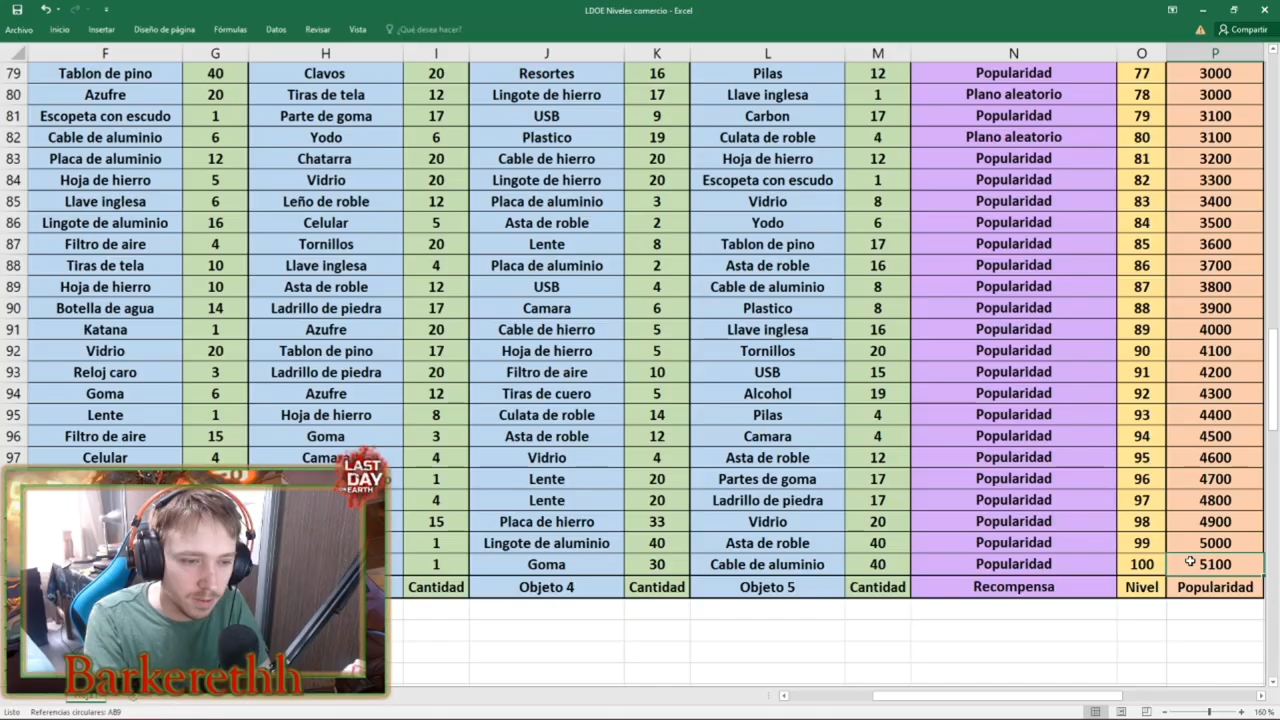 LDOE Niveles comercio - Excel
Archivo Inicio Insertar Diseño de página Fórmulas Datos Revisar Vista ¿Qué desea hacer? Compartir
F G H I J K L M N O P
79 Tablon de pino 40 Clavos 20 Resortes 16 Pilas 12 Popularidad 77 3000
80 Azufre 20 Tiras de tela 12 Lingote de hierro 17 Llave inglesa 1 Plano aleatorio 78 3000
81 Escopeta con escudo 1 Parte de goma 17 USB 9 Carbon 17 Popularidad 79 3100
82 Cable de aluminio 6 Yodo 6 Plastico 19 Culata de roble 4 Plano aleatorio 80 3100
83 Placa de aluminio 12 Chatarra 20 Cable de hierro 20 Hoja de hierro 12 Popularidad 81 3200
84 Hoja de hierro 5 Vidrio 20 Lingote de hierro 20 Escopeta con escudo 1 Popularidad 82 3300
85 Llave inglesa 6 Leño de roble 12 Placa de aluminio 3 Vidrio 8 Popularidad 83 3400
86 Lingote de aluminio 16 Celular 5 Asta de roble 2 Yodo 6 Popularidad 84 3500
87 Filtro de aire 4 Tornillos 20 Lente 8 Tablon de pino 17 Popularidad 85 3600
88 Tiras de tela 10 Llave inglesa 4 Placa de aluminio 2 Asta de roble 16 Popularidad 86 3700
89 Hoja de hierro 10 Asta de roble 12 USB 4 Cable de aluminio 8 Popularidad 87 3800
90 Botella de agua 14 Ladrillo de piedra 17 Camara 6 Plastico 8 Popularidad 88 3900
91 Katana 1 Azufre 20 Cable de hierro 5 Llave inglesa 16 Popularidad 89 4000
92 Vidrio 20 Tablon de pino 17 Hoja de hierro 5 Tornillos 20 Popularidad 90 4100
93 Reloj caro 3 Ladrillo de piedra 20 Filtro de aire 10 USB 15 Popularidad 91 4200
94 Goma 6 Azufre 12 Tiras de cuero 5 Alcohol 19 Popularidad 92 4300
95 Lente 1 Hoja de hierro 8 Culata de roble 14 Pilas 4 Popularidad 93 4400
96 Filtro de aire 15 Goma 3 Asta de roble 12 Camara 4 Popularidad 94 4500
97 Celular 4 Cama 4 Vidrio 4 Asta de roble 12 Popularidad 95 4600
1 Lente 20 Partes de goma 17 Popularidad 96 4700
4 Lente 20 Ladrillo de piedra 17 Popularidad 97 4800
15 Placa de hierro 33 Vidrio 20 Popularidad 98 4900
1 Lingote de aluminio 40 Asta de roble 40 Popularidad 99 5000
1 Goma 30 Cable de aluminio 40 Popularidad 100 5100
Cantidad Objeto 4 Cantidad Objeto 5 Cantidad Recompensa Nivel Popularidad
LAST
DAY
ON EARTH
Barkerethh
Listo Referencias circulares: AB9 160 %